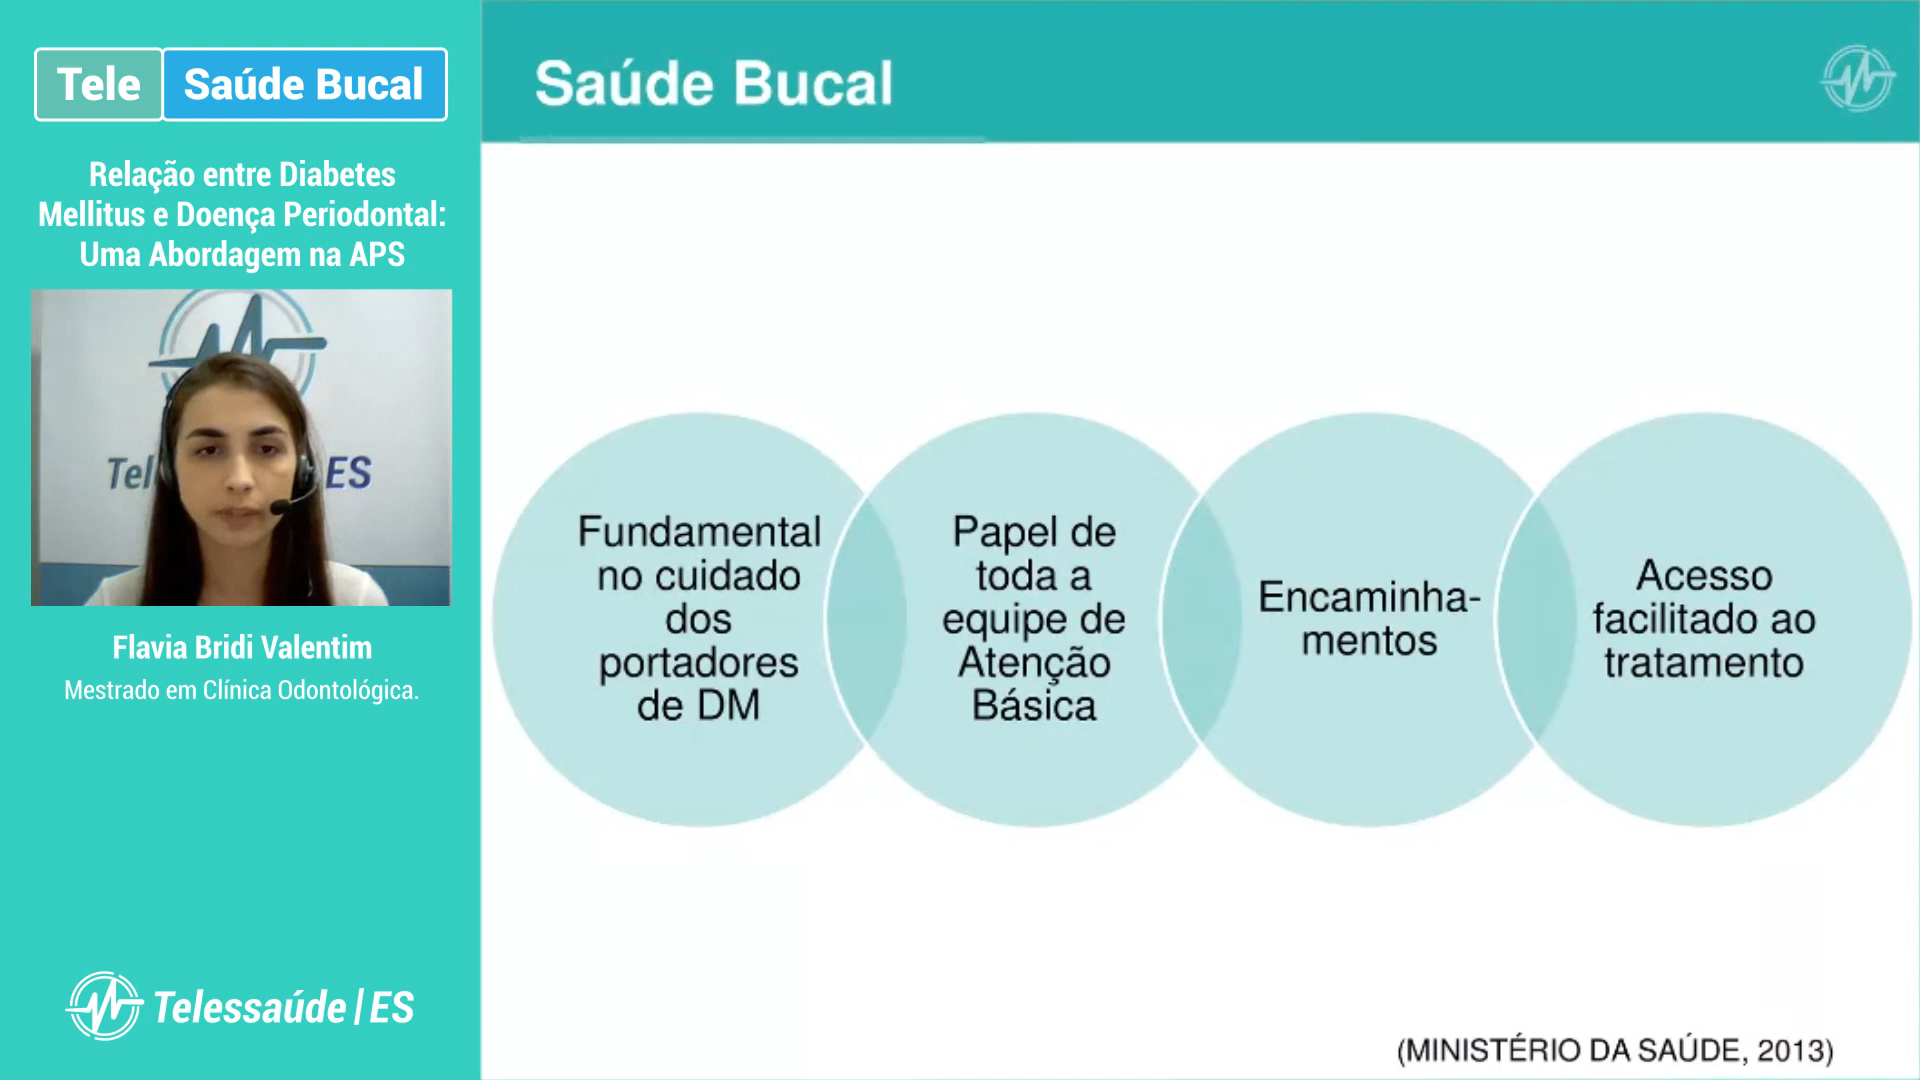 Tele Saúde Bucal
Relação entre Diabetes
Mellitus e Doença Periodontal:
Uma Abordagem na APS
Tel ES
Flavia Bridi Valentim
Mestrado em Clínica Odontológica.
Telessaúde|ES
Saúde Bucal
Fundamental
no cuidado
dos
portadores
de DM
Papel de
toda a
equipe de
Atenção
Básica
Encaminha-
mentos
Acesso
facilitado ao
tratamento
(MINISTÉRIO DA SAÚDE, 2013)